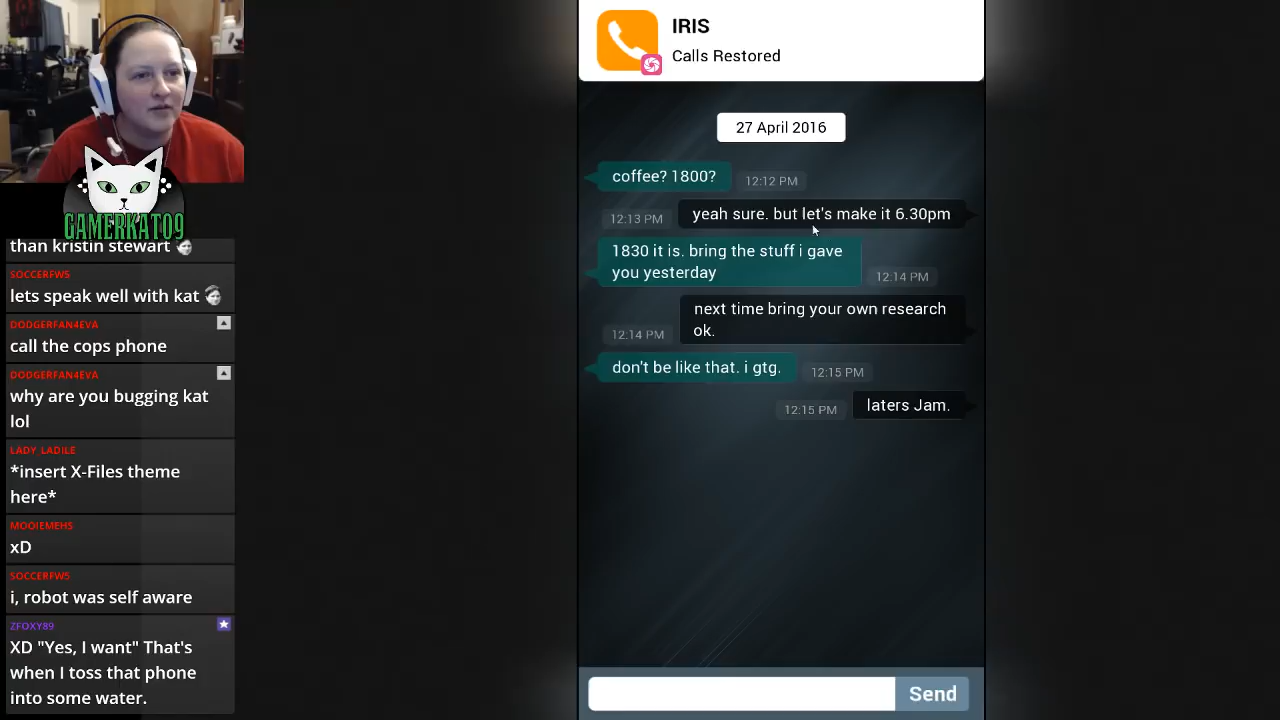 GAMERKAT09
than kristin stewart
SOCCERFW5
lets speak well with kat
DODGERFAN4EVA
call the cops phone
DODGERFAN4EVA
why are you bugging kat
lol
LADY_LADILE
*insert X-Files theme
here*
MOOIEMEHS
xD
SOCCERFW5
i, robot was self aware
ZFOXY89
XD "Yes, I want" That's
when I toss that phone
into some water.
IRIS
Calls Restored
27 April 2016
coffee? 1800?
12:12 PM
yeah sure. but let's make it 6.30pm
12:13 PM
1830 it is. bring the stuff i gave
you yesterday
12:14 PM
next time bring your own research
ok.
12:14 PM
don't be like that. i gtg.
12:15 PM
laters Jam.
12:15 PM
Send